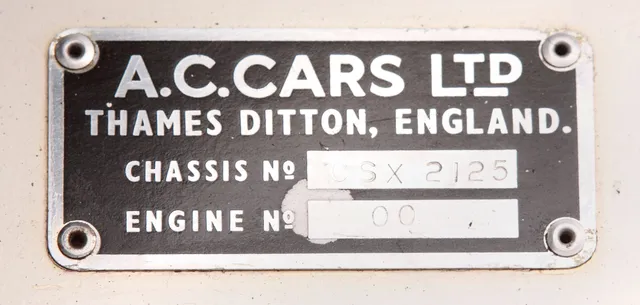 A.C.CARS LTD
THAMES DITTON, ENGLAND.
CHASSIS Nº CSX 2125
ENGINE Nº 00